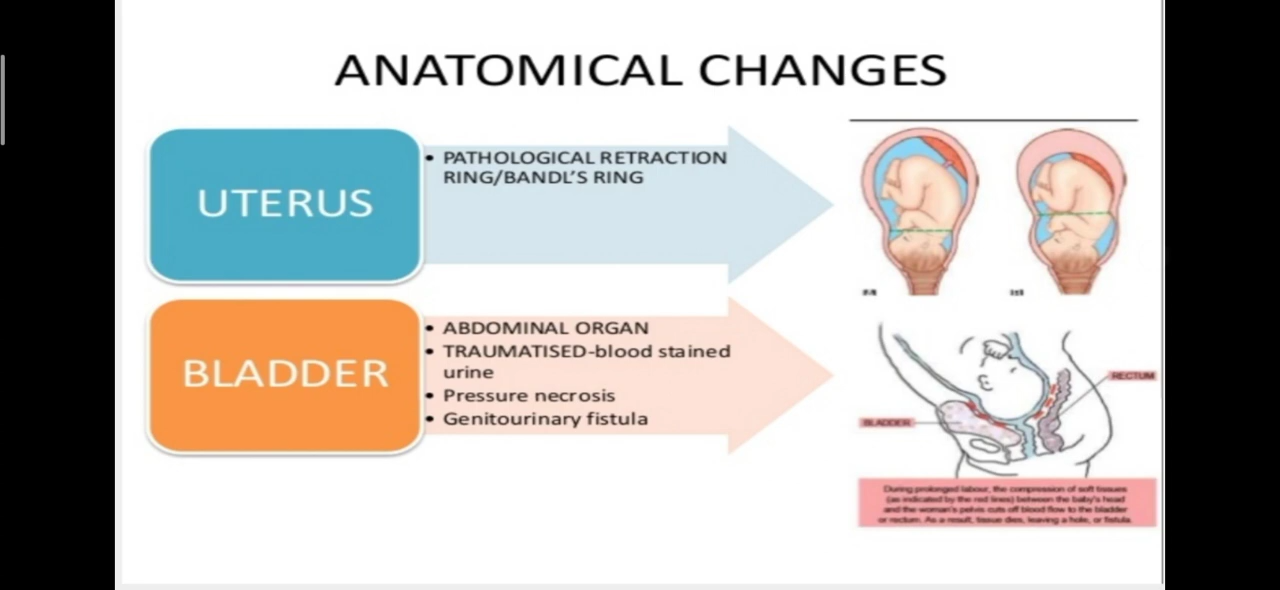 ANATOMICAL CHANGES
UTERUS
• PATHOLOGICAL RETRACTION
RING/BANDL'S RING
BLADDER
• ABDOMINAL ORGAN
• TRAUMATISED-blood stained
urine
• Pressure necrosis
• Genitourinary fistula
RECTUM
BLADDER
During prolonged labour, the compression of soft tissues
(as indicated by the red lines) between the baby's head
and the woman's pelvis cuts off blood flow to the bladder
or rectum. As a result, tissue dies, leaving a hole, or fistula.